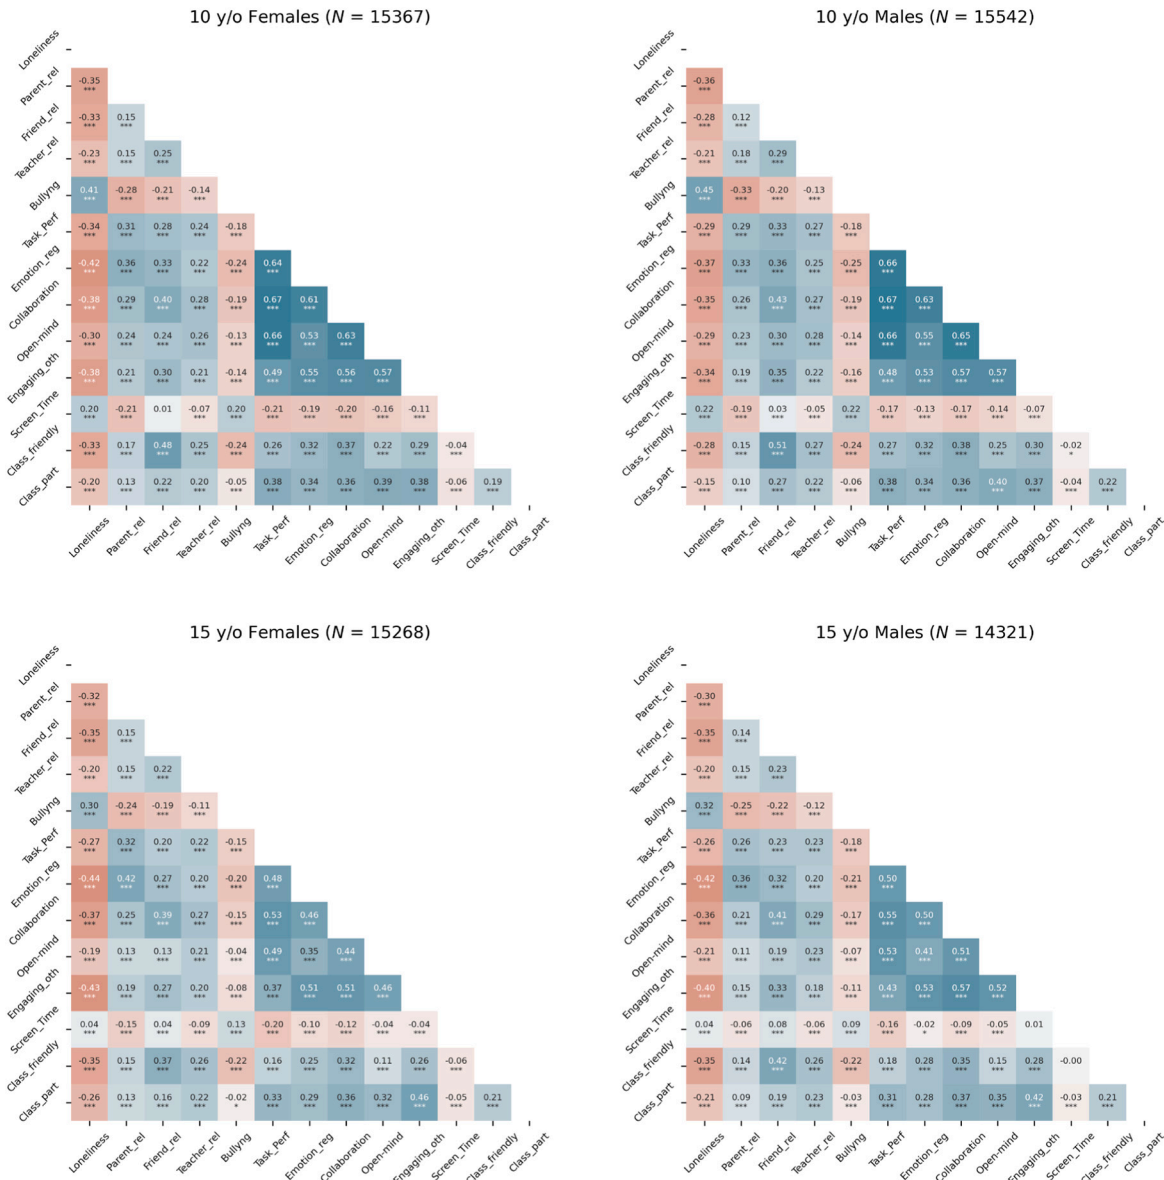 10 y/o Females (N = 15367)
Loneliness
Parent_rel -0.35 ***
Friend_rel -0.33 *** 0.15 ***
Teacher_rel -0.23 *** 0.15 *** 0.25 ***
Bullyng 0.41 *** -0.28 *** -0.21 *** -0.14 ***
Task_Perf -0.34 *** 0.31 *** 0.28 *** 0.24 *** -0.18 ***
Emotion_reg -0.42 *** 0.36 *** 0.33 *** 0.22 *** -0.24 *** 0.64 ***
Collaboration -0.38 *** 0.29 *** 0.40 *** 0.28 *** -0.19 *** 0.67 *** 0.61 ***
Open-mind -0.30 *** 0.24 *** 0.24 *** 0.26 *** -0.13 *** 0.66 *** 0.53 *** 0.63 ***
Engaging_oth -0.38 *** 0.21 *** 0.30 *** 0.21 *** -0.14 *** 0.49 *** 0.55 *** 0.56 *** 0.57 ***
Screen_Time 0.20 *** -0.21 *** 0.01 -0.07 *** 0.20 *** -0.21 *** -0.19 *** -0.20 *** -0.16 *** -0.11 ***
Class_friendly -0.33 *** 0.17 *** 0.48 *** 0.25 *** -0.24 *** 0.26 *** 0.32 *** 0.37 *** 0.22 *** 0.29 *** -0.04 ***
Class_part -0.20 *** 0.13 *** 0.22 *** 0.20 *** -0.05 *** 0.38 *** 0.34 *** 0.36 *** 0.39 *** 0.38 *** -0.06 *** 0.19 ***
Loneliness Parent_rel Friend_rel Teacher_rel Bullyng Task_Perf Emotion_reg Collaboration Open-mind Engaging_oth Screen_Time Class_friendly Class_part
10 y/o Males (N = 15542)
Loneliness
Parent_rel -0.36 ***
Friend_rel -0.28 *** 0.12 ***
Teacher_rel -0.21 *** 0.18 *** 0.29 ***
Bullyng 0.45 *** -0.33 *** -0.20 *** -0.13 ***
Task_Perf -0.29 *** 0.29 *** 0.33 *** 0.27 *** -0.18 ***
Emotion_reg -0.37 *** 0.33 *** 0.36 *** 0.25 *** -0.25 *** 0.66 ***
Collaboration -0.35 *** 0.26 *** 0.43 *** 0.27 *** -0.19 *** 0.67 *** 0.63 ***
Open-mind -0.29 *** 0.23 *** 0.30 *** 0.28 *** -0.14 *** 0.66 *** 0.55 *** 0.65 ***
Engaging_oth -0.34 *** 0.19 *** 0.35 *** 0.22 *** -0.16 *** 0.48 *** 0.53 *** 0.57 *** 0.57 ***
Screen_Time 0.22 *** -0.19 *** 0.03 *** -0.05 *** 0.22 *** -0.17 *** -0.13 *** -0.17 *** -0.14 *** -0.07 ***
Class_friendly -0.28 *** 0.15 *** 0.51 *** 0.27 *** -0.24 *** 0.27 *** 0.32 *** 0.38 *** 0.25 *** 0.30 *** -0.02 *
Class_part -0.15 *** 0.10 *** 0.27 *** 0.22 *** -0.06 *** 0.38 *** 0.34 *** 0.36 *** 0.40 *** 0.37 *** -0.04 *** 0.22 ***
Loneliness Parent_rel Friend_rel Teacher_rel Bullyng Task_Perf Emotion_reg Collaboration Open-mind Engaging_oth Screen_Time Class_friendly Class_part
15 y/o Females (N = 15268)
Loneliness
Parent_rel -0.32 ***
Friend_rel -0.35 *** 0.15 ***
Teacher_rel -0.20 *** 0.15 *** 0.22 ***
Bullyng 0.30 *** -0.24 *** -0.19 *** -0.11 ***
Task_Perf -0.27 *** 0.32 *** 0.20 *** 0.22 *** -0.15 ***
Emotion_reg -0.44 *** 0.42 *** 0.27 *** 0.20 *** -0.20 *** 0.48 ***
Collaboration -0.37 *** 0.25 *** 0.39 *** 0.27 *** -0.15 *** 0.53 *** 0.46 ***
Open-mind -0.19 *** 0.13 *** 0.13 *** 0.21 *** -0.04 *** 0.49 *** 0.35 *** 0.44 ***
Engaging_oth -0.43 *** 0.19 *** 0.27 *** 0.20 *** -0.08 *** 0.37 *** 0.51 *** 0.51 *** 0.46 ***
Screen_Time 0.04 *** -0.15 *** 0.04 *** -0.09 *** 0.13 *** -0.20 *** -0.10 *** -0.12 *** -0.04 *** -0.04 ***
Class_friendly -0.35 *** 0.15 *** 0.37 *** 0.26 *** -0.22 *** 0.16 *** 0.25 *** 0.32 *** 0.11 *** 0.26 *** -0.06 ***
Class_part -0.26 *** 0.13 *** 0.16 *** 0.22 *** -0.02 * 0.33 *** 0.29 *** 0.36 *** 0.32 *** 0.46 *** -0.05 *** 0.21 ***
Loneliness Parent_rel Friend_rel Teacher_rel Bullyng Task_Perf Emotion_reg Collaboration Open-mind Engaging_oth Screen_Time Class_friendly Class_part
15 y/o Males (N = 14321)
Loneliness
Parent_rel -0.30 ***
Friend_rel -0.35 *** 0.14 ***
Teacher_rel -0.20 *** 0.15 *** 0.23 ***
Bullyng 0.32 *** -0.25 *** -0.22 *** -0.12 ***
Task_Perf -0.26 *** 0.26 *** 0.23 *** 0.23 *** -0.18 ***
Emotion_reg -0.42 *** 0.36 *** 0.32 *** 0.20 *** -0.21 *** 0.50 ***
Collaboration -0.36 *** 0.21 *** 0.41 *** 0.29 *** -0.17 *** 0.55 *** 0.50 ***
Open-mind -0.21 *** 0.11 *** 0.19 *** 0.23 *** -0.07 *** 0.53 *** 0.41 *** 0.51 ***
Engaging_oth -0.40 *** 0.15 *** 0.33 *** 0.18 *** -0.11 *** 0.43 *** 0.53 *** 0.57 *** 0.52 ***
Screen_Time 0.04 *** -0.06 *** 0.08 *** -0.06 *** 0.09 *** -0.16 *** -0.02 * -0.09 *** -0.05 *** 0.01
Class_friendly -0.35 *** 0.14 *** 0.42 *** 0.26 *** -0.22 *** 0.18 *** 0.28 *** 0.35 *** 0.15 *** 0.28 *** -0.00
Class_part -0.21 *** 0.09 *** 0.19 *** 0.23 *** -0.03 *** 0.31 *** 0.28 *** 0.37 *** 0.35 *** 0.42 *** -0.03 *** 0.21 ***
Loneliness Parent_rel Friend_rel Teacher_rel Bullyng Task_Perf Emotion_reg Collaboration Open-mind Engaging_oth Screen_Time Class_friendly Class_part